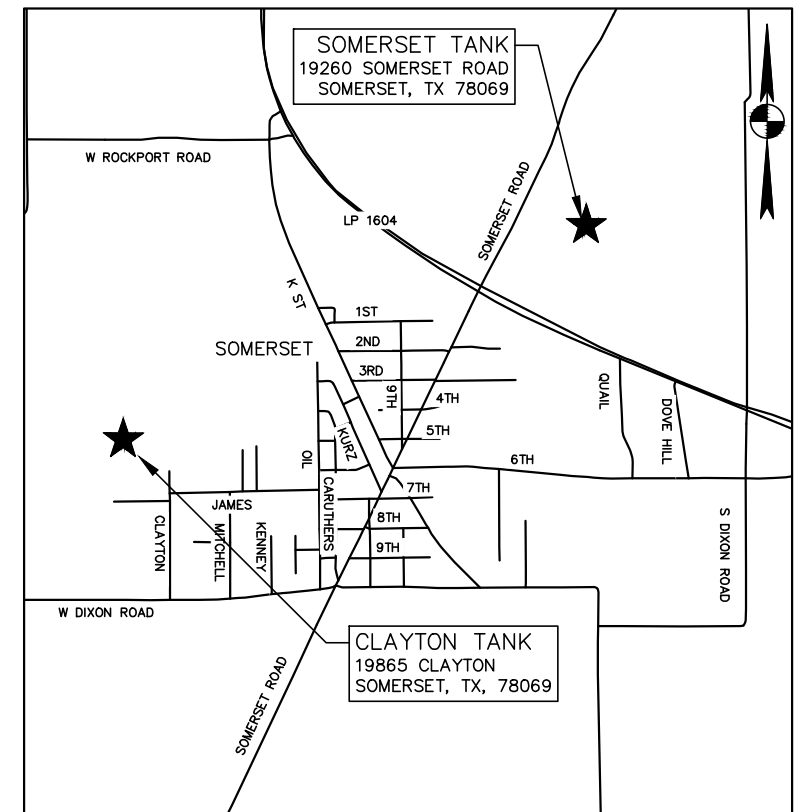 SOMERSET TANK
19260 SOMERSET ROAD
SOMERSET, TX 78069
W ROCKPORT ROAD
SOMERSET ROAD
LP 1604
K ST
1ST
2ND
SOMERSET
3RD
9TH
4TH
QUAIL
DOVE HILL
5TH
KURZ
OIL
6TH
7TH
CARUTHERS
JAMES
8TH
CLAYTON
MITCHELL
KENNEY
9TH
S DIXON ROAD
W DIXON ROAD
CLAYTON TANK
19865 CLAYTON
SOMERSET, TX, 78069
SOMERSET ROAD